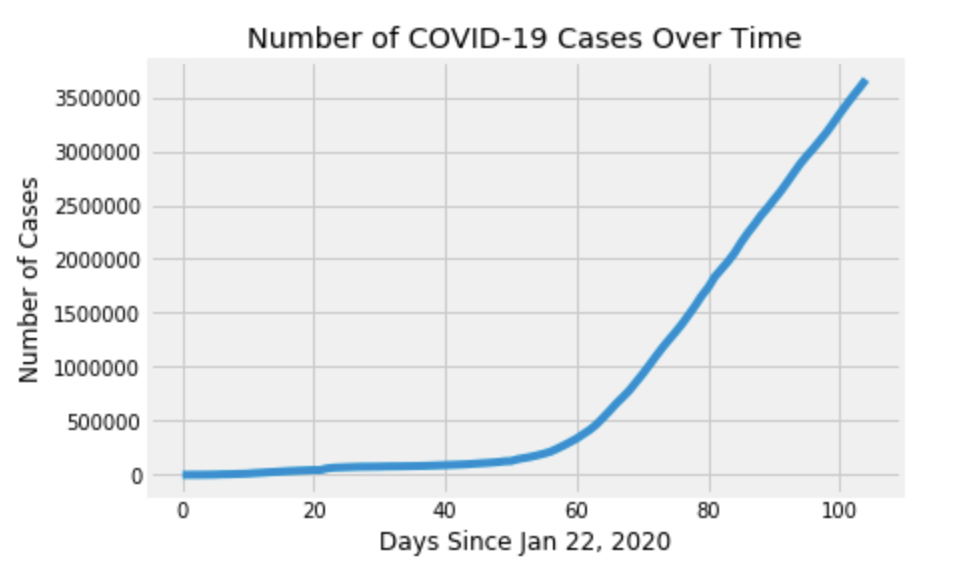 Number of COVID-19 Cases Over Time
3500000
3000000
2500000
2000000
1500000
1000000
500000
0
Number of Cases
0 20 40 60 80 100
Days Since Jan 22, 2020